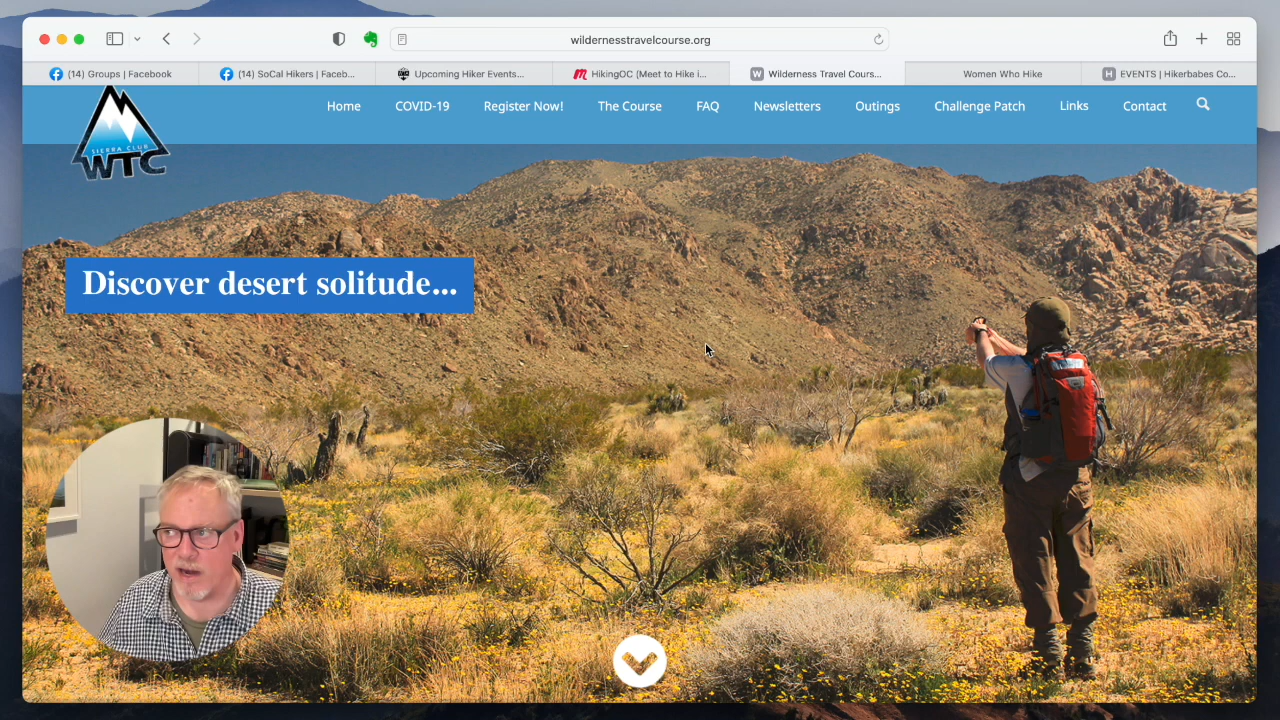 wildernesstravelcourse.org
(14) Groups | Facebook
(14) SoCal Hikers | Faceb...
Upcoming Hiker Events...
HikingOC (Meet to Hike i...
W Wilderness Travel Cours...
Women Who Hike
H EVENTS | Hikerbabes Co...
SIERRA CLUB
WTC
Home COVID-19 Register Now! The Course FAQ Newsletters Outings Challenge Patch Links Contact
Discover desert solitude...